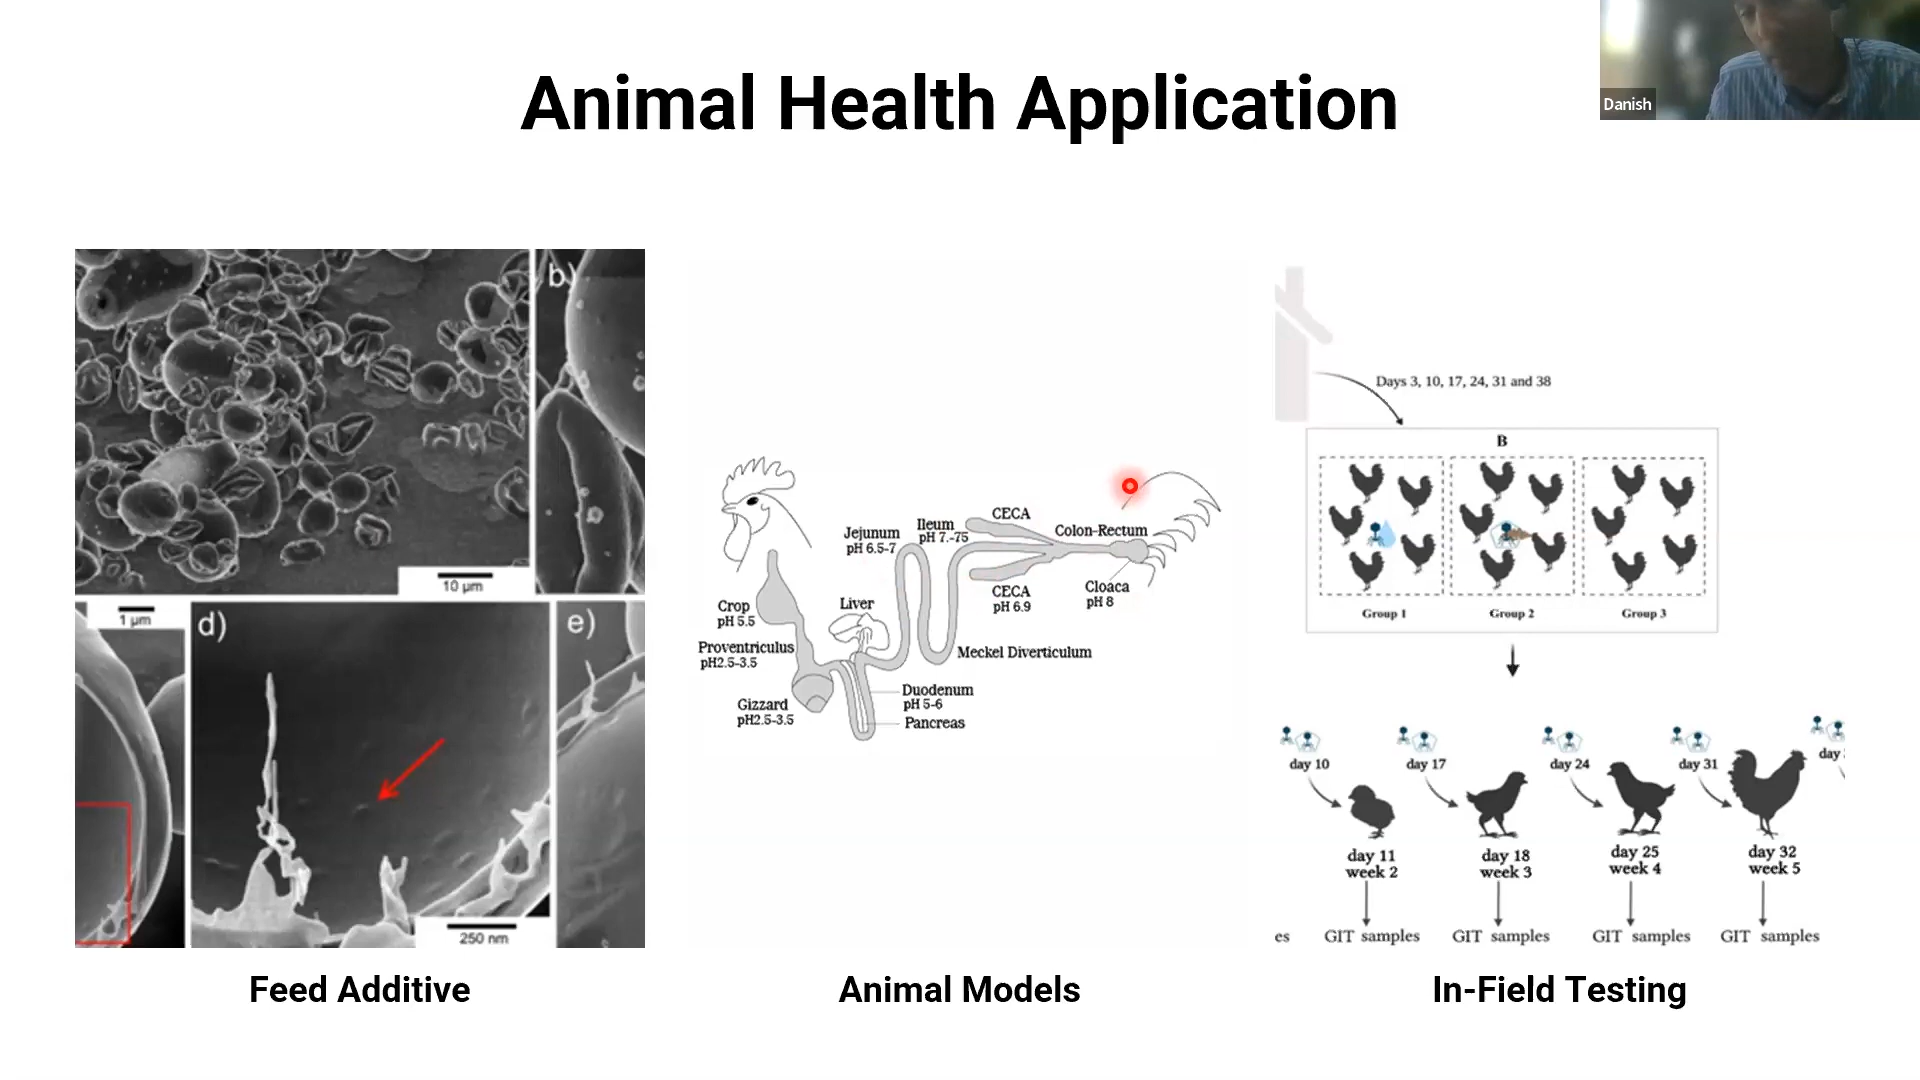 Animal Health Application
Danish
b)
10 µm
1 µm
d)
e)
250 nm
Feed Additive
CECA
Ileum
pH 7.-75
Jejunum
pH 6.5-7
Colon-Rectum
CECA
pH 6.9
Cloaca
pH 8
Crop
pH 5.5
Liver
Proventriculus
pH2.5-3.5
Meckel Diverticulum
Gizzard
pH2.5-3.5
Duodenum
pH 5-6
Pancreas
Animal Models
Days 3, 10, 17, 24, 31 and 38
B
Group 1
Group 2
Group 3
day 10
day 17
day 24
day 31
day
day 11
week 2
day 18
week 3
day 25
week 4
day 32
week 5
es
GIT samples
GIT samples
GIT samples
GIT samples
In-Field Testing